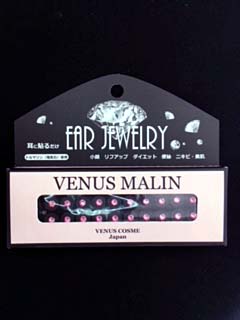 耳に貼るだけ
EAR JEWELRY
小顔 リフアップ ダイエット 便秘 ニキビ・美肌
VENUS MALIN
VENUS COSME
Japan